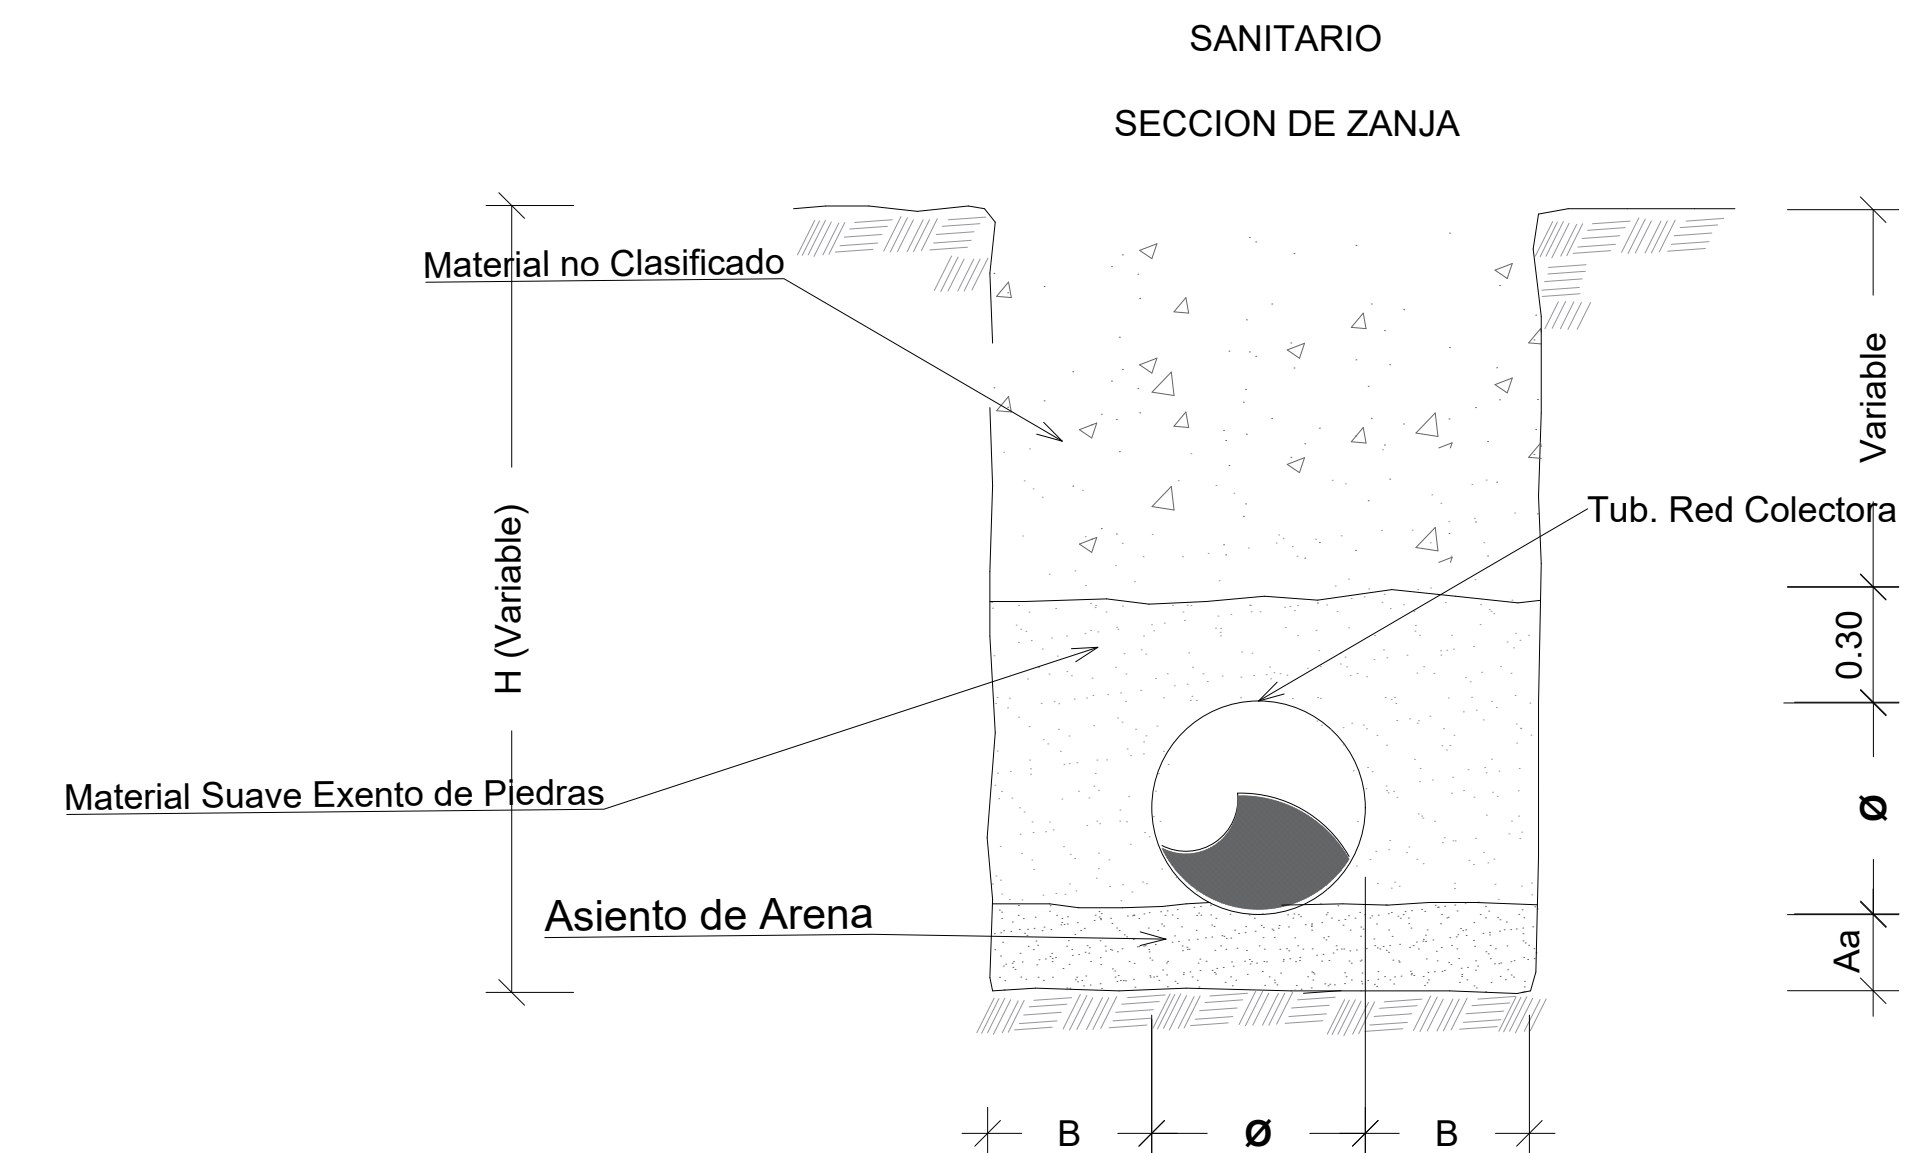 SANITARIO
SECCION DE ZANJA
Material no Clasificado
Variable
Tub. Red Colectora
H (Variable)
0.30
Material Suave Exento de Piedras
Ø
Asiento de Arena
Aa
B
Ø
B